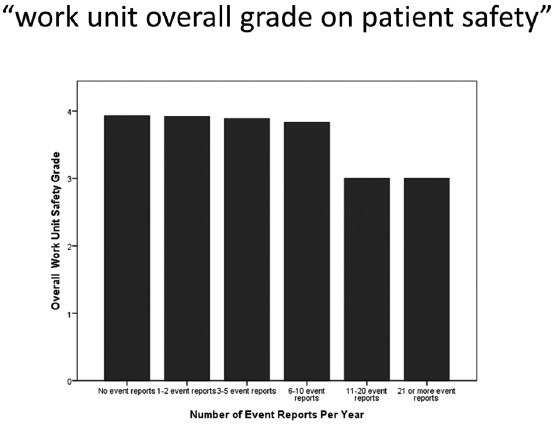 “work unit overall grade on patient safety”
Overall Work Unit Safety Grade
4
3
2
1
0
No event reports 1-2 event reports 3-5 event reports 6-10 event reports 11-20 event reports 21 or more event reports
Number of Event Reports Per Year